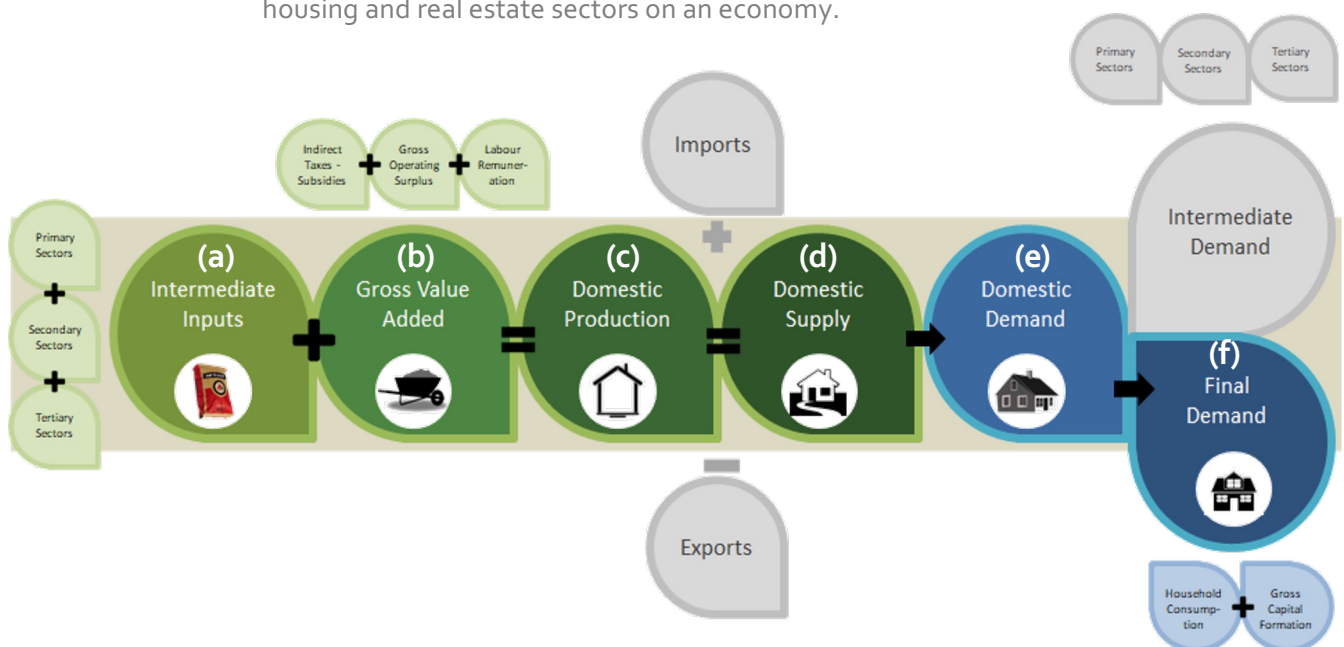 housing and real estate sectors on an economy.
Primary
Sectors
Secondary
Sectors
Tertiary
Sectors
Indirect
Taxes -
Subsidies
+
Gross
Operating
Surplus
+
Labour
Remuner-
ation
Imports
+
Intermediate
Demand
Primary
Sectors
+
Secondary
Sectors
+
Tertiary
Sectors
(a)
Intermediate
Inputs
+
(b)
Gross Value
Added
=
(c)
Domestic
Production
=
(d)
Domestic
Supply
(e)
Domestic
Demand
(f)
Final
Demand
-
Exports
Household
Consump-
tion
+
Gross
Capital
Formation